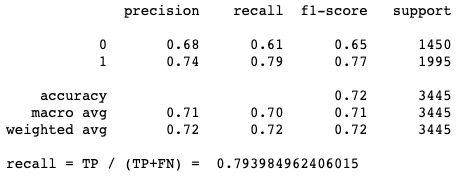 precision recall f1-score support
0 0.68 0.61 0.65 1450
1 0.74 0.79 0.77 1995
accuracy 0.72 3445
macro avg 0.71 0.70 0.71 3445
weighted avg 0.72 0.72 0.72 3445
recall = TP / (TP+FN) = 0.793984962406015